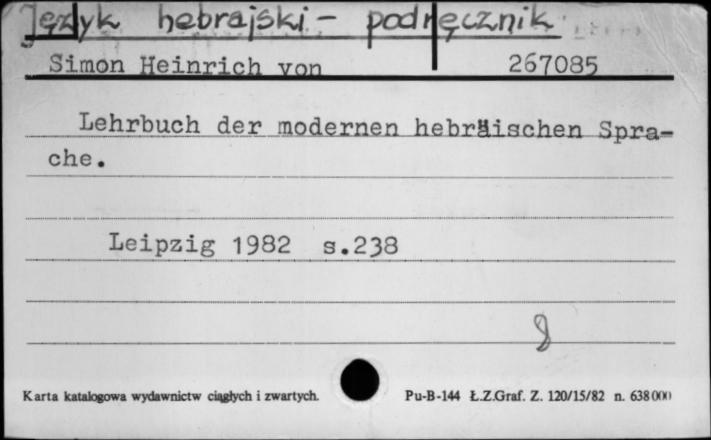 Język hebrajski - podręcznik
Simon Heinrich von 267085
Lehrbuch der modernen hebräischen Spra-
che.
Leipzig 1982 s.238
Karta katalogowa wydawnictw ciągłych i zwartych. Pu-B-144 Ł.Z.Graf. Z. 120/15/82 n. 638000